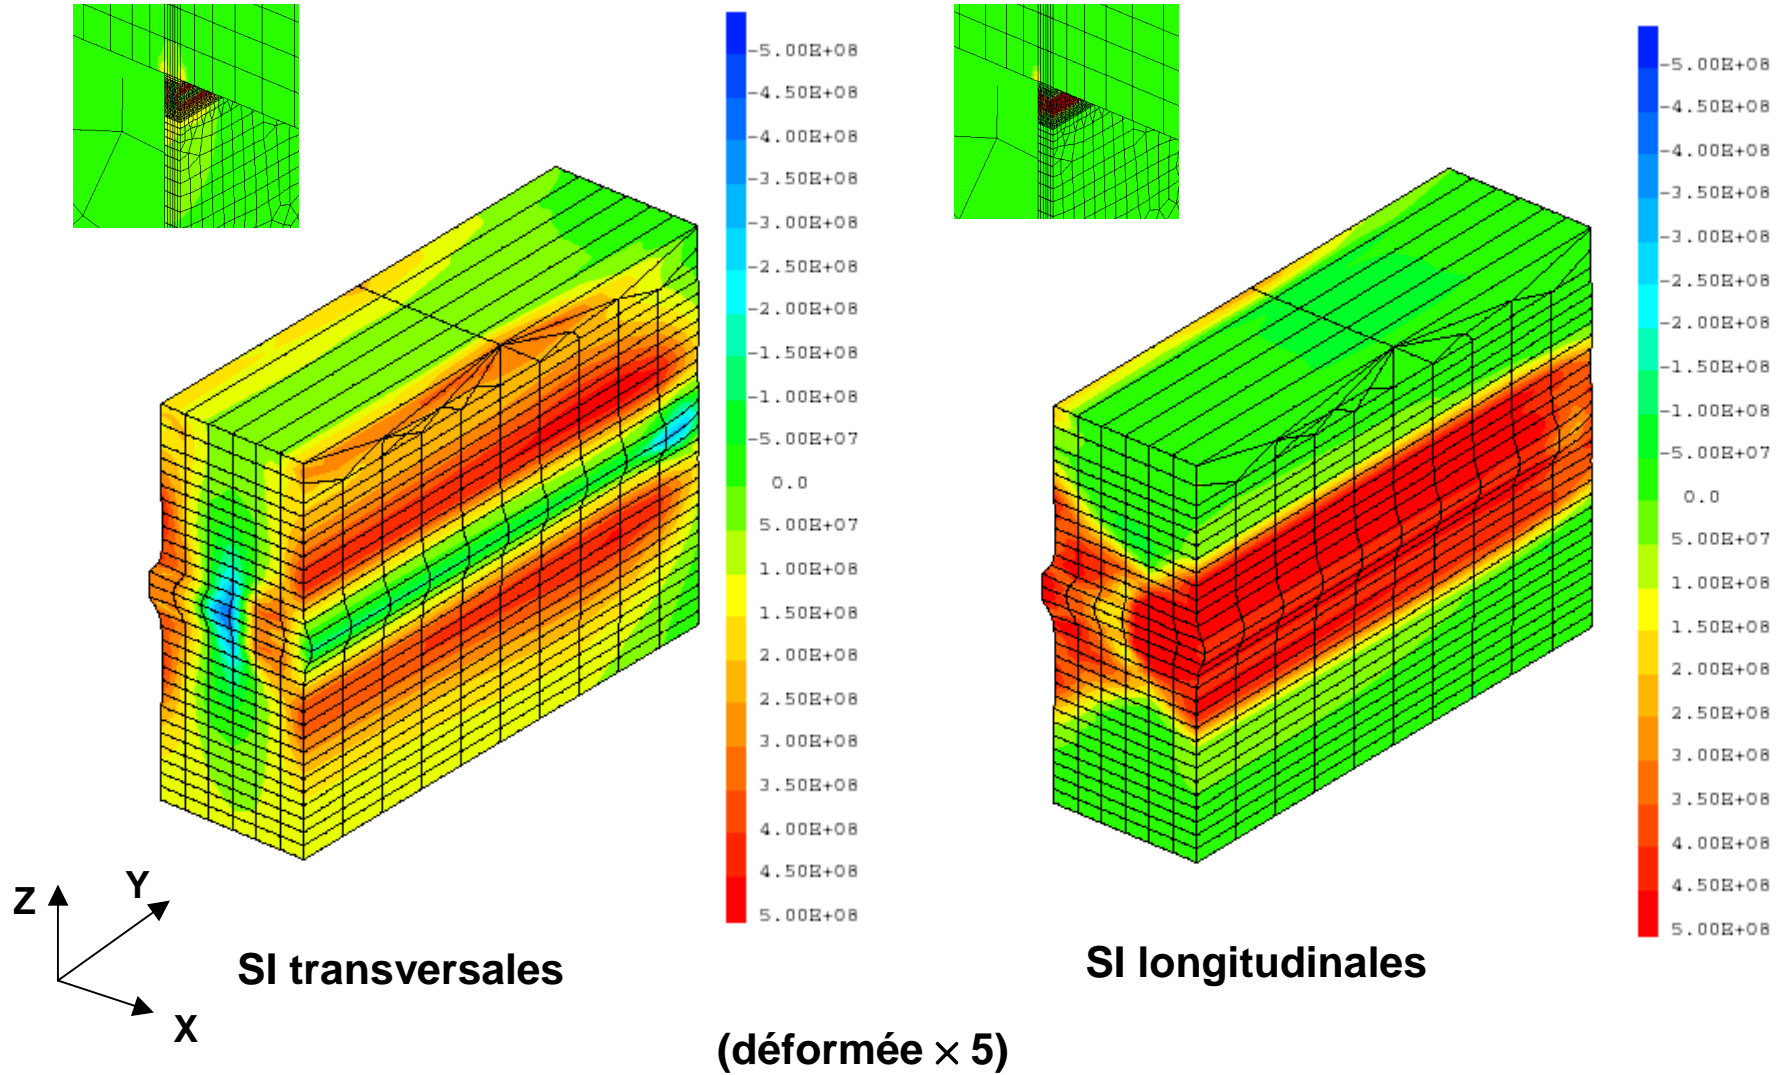 -5.00E+08
-4.50E+08
-4.00E+08
-3.50E+08
-3.00E+08
-2.50E+08
-2.00E+08
-1.50E+08
-1.00E+08
-5.00E+07
0.0
5.00E+07
1.00E+08
1.50E+08
2.00E+08
2.50E+08
3.00E+08
3.50E+08
4.00E+08
4.50E+08
5.00E+08
-5.00E+08
-4.50E+08
-4.00E+08
-3.50E+08
-3.00E+08
-2.50E+08
-2.00E+08
-1.50E+08
-1.00E+08
-5.00E+07
0.0
5.00E+07
1.00E+08
1.50E+08
2.00E+08
2.50E+08
3.00E+08
3.50E+08
4.00E+08
4.50E+08
5.00E+08
Z
Y
X
SI transversales
SI longitudinales
(déformée × 5)